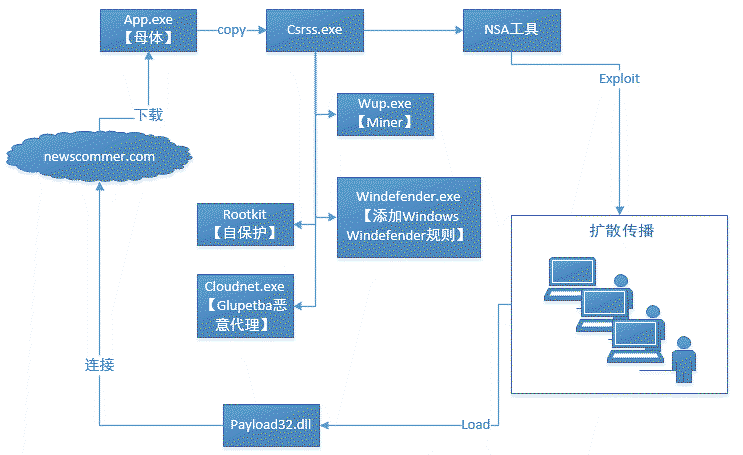 App.exe
【母体】
copy
Csrss.exe
NSA工具
Exploit
下载
Wup.exe
【Miner】
newscommer.com
Rootkit
【自保护】
Windefender.exe
【添加Windows
Windefender规则】
扩散传播
Cloudnet.exe
【Glupetba恶
意代理】
连接
Payload32.dll
Load